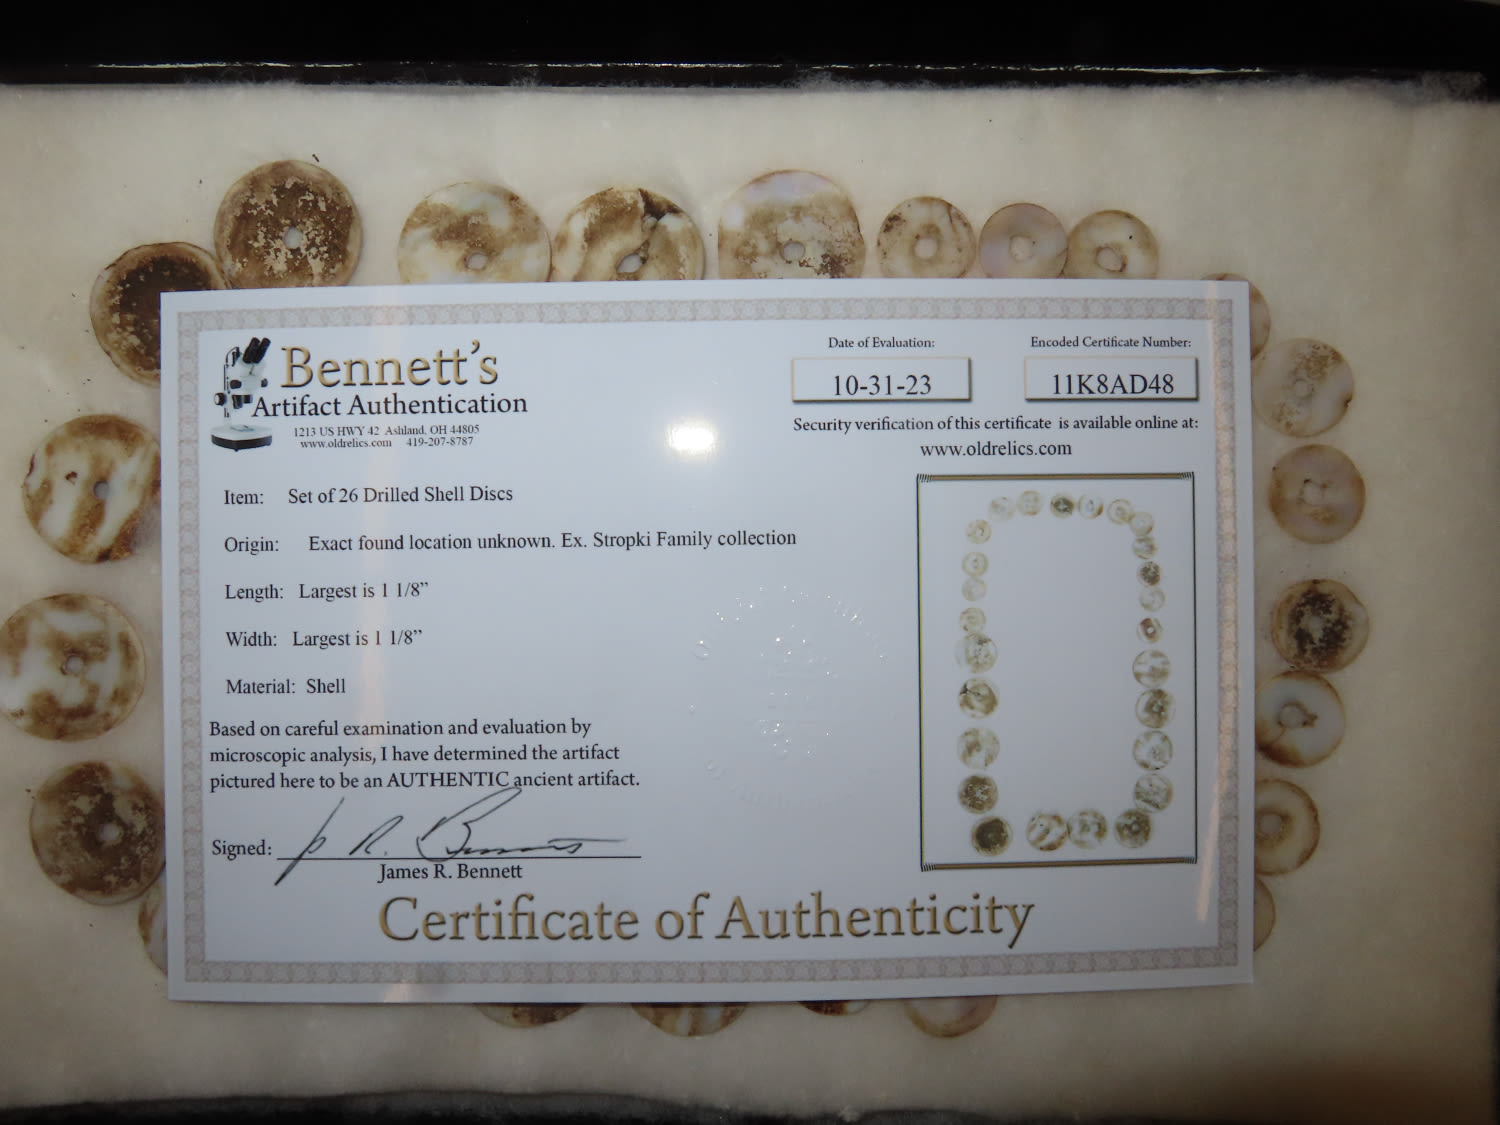 Bennett's
Artifact Authentication
1213 US HWY 42 Ashland, OH 44805
www.oldrelics.com 419-207-8787
Date of Evaluation:
10-31-23
Encoded Certificate Number:
11K8AD48
Security verification of this certificate is available online at:
www.oldrelics.com
Item: Set of 26 Drilled Shell Discs
Origin: Exact found location unknown. Ex. Stropki Family collection
Length: Largest is 1 1/8”
Width: Largest is 1 1/8”
Material: Shell
Based on careful examination and evaluation by
microscopic analysis, I have determined the artifact
pictured here to be an AUTHENTIC ancient artifact.
Signed:
James R. Bennett
Certificate of Authenticity